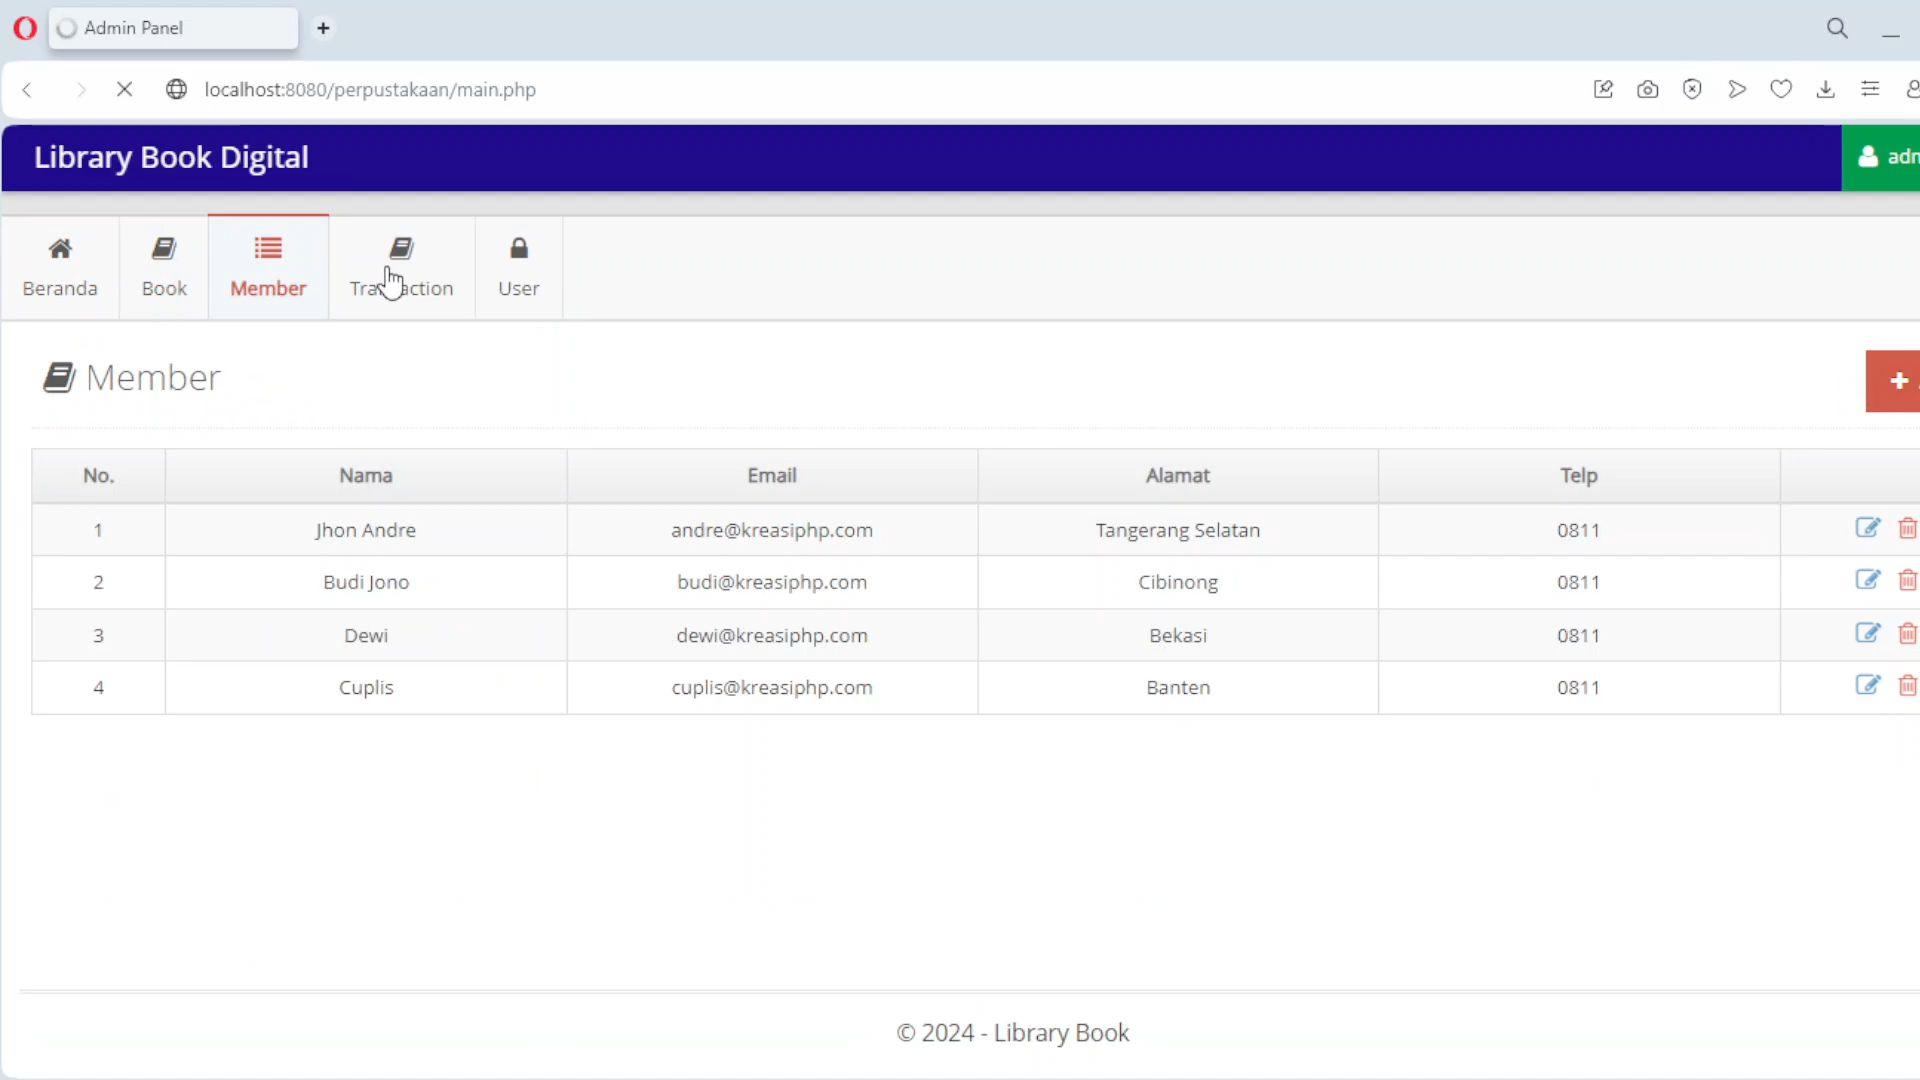 Admin Panel
localhost:8080/perpustakaan/main.php
Library Book Digital
adm
Beranda
Book
Member
Transaction
User
Member
No. Nama Email Alamat Telp
1 Jhon Andre andre@kreasiphp.com Tangerang Selatan 0811
2 Budi Jono budi@kreasiphp.com Cibinong 0811
3 Dewi dewi@kreasiphp.com Bekasi 0811
4 Cuplis cuplis@kreasiphp.com Banten 0811
© 2024 - Library Book